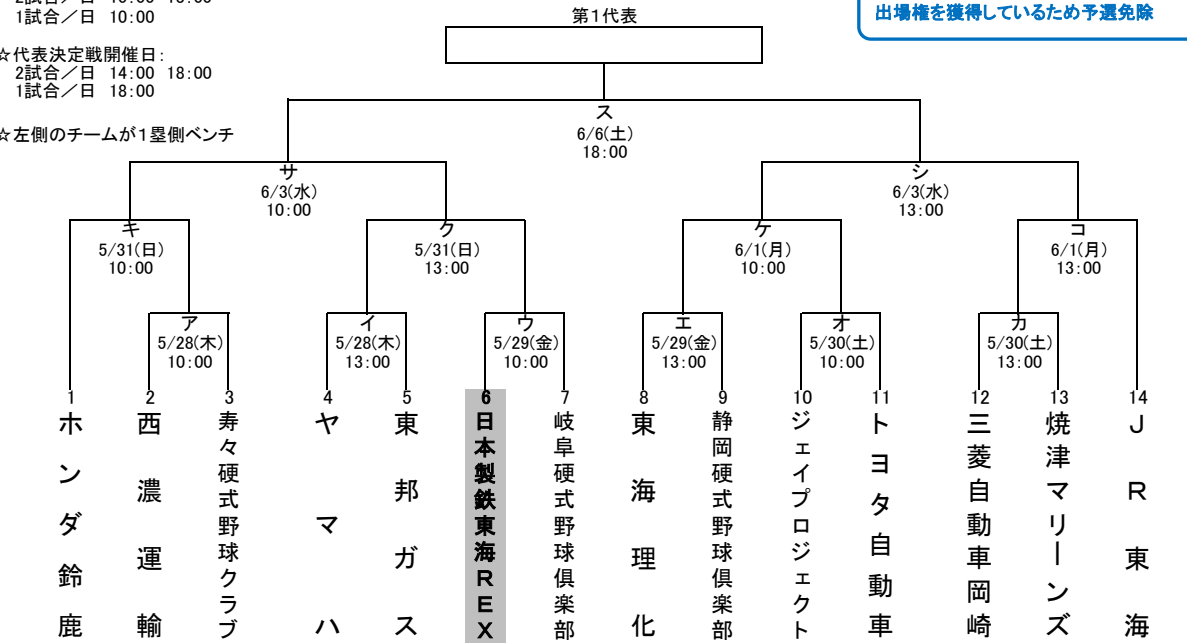 1試合／日 10:00
☆代表決定戦開催日：
2試合／日 14:00 18:00
1試合／日 18:00
☆左側のチームが１塁側ベンチ
出場権を獲得しているため予選免除
第１代表
ス
6/6(土)
18:00
サ
6/3(水)
10:00
シ
6/3(水)
13:00
キ
5/31(日)
10:00
ク
5/31(日)
13:00
ケ
6/1(月)
10:00
コ
6/1(月)
13:00
ア
5/28(木)
10:00
イ
5/28(木)
13:00
ウ
5/29(金)
10:00
エ
5/29(金)
13:00
オ
5/30(土)
10:00
カ
5/30(土)
13:00
1
ホンダ鈴鹿
2
西濃運輸
3
寿々硬式野球クラブ
4
ヤマハ
5
東邦ガス
6
日本製鉄東海ＲＥＸ
7
岐阜硬式野球倶楽部
8
東海理化
9
静岡硬式野球倶楽部
10
ジェイプロジェクト
11
トヨタ自動車
12
三菱自動車岡崎
13
焼津マリーンズ
14
ＪＲ東海